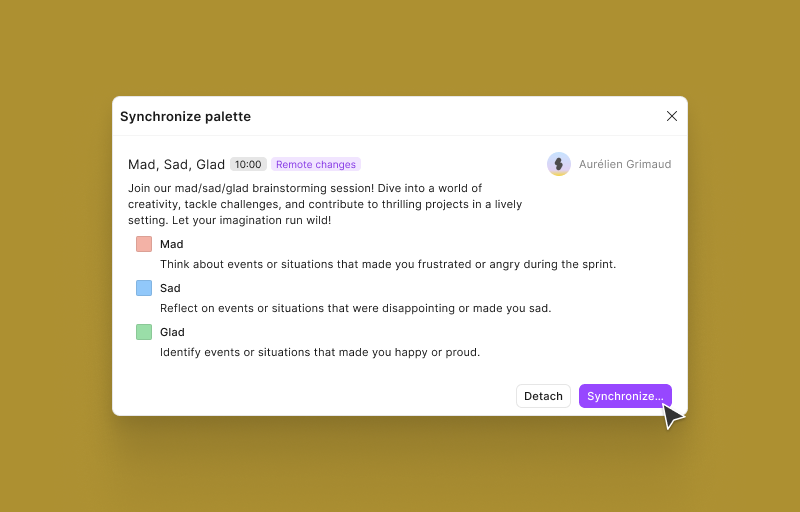 Synchronize palette
Mad, Sad, Glad 10:00 Remote changes Aurélien Grimaud
Join our mad/sad/glad brainstorming session! Dive into a world of
creativity, tackle challenges, and contribute to thrilling projects in a lively
setting. Let your imagination run wild!
Mad
Think about events or situations that made you frustrated or angry during the sprint.
Sad
Reflect on events or situations that were disappointing or made you sad.
Glad
Identify events or situations that made you happy or proud.
Detach Synchronize...